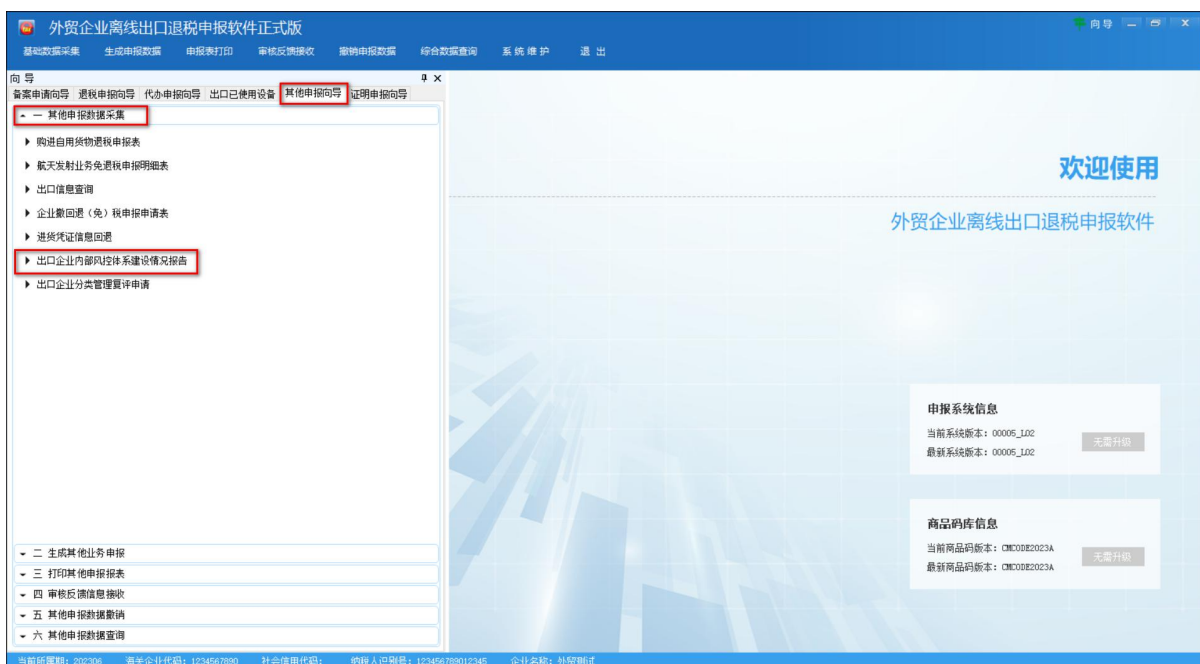 外贸企业离线出口退税申报软件正式版
向导
基础数据采集 生成申报数据 申报表打印 审核反馈接收 撤销申报数据 综合数据查询 系统维护 退出
向导
备案申请向导 退税申报向导 代办申报向导 出口已使用设备 其他申报向导 证明申报向导
一 其他申报数据采集
购进自用货物退税申报表
航天发射业务免退税申报明细表
出口信息查询
企业撤回退（免）税申报申请表
进货凭证信息回退
出口企业内部风控体系建设情况报告
出口企业分类管理复评申请
欢迎使用
外贸企业离线出口退税申报软件
申报系统信息
当前系统版本：00005_L02
最新系统版本：00005_L02
无需升级
商品码库信息
当前商品码版本：CMCODE2023A
最新商品码版本：CMCODE2023A
无需升级
二 生成其他业务申报
三 打印其他申报报表
四 审核反馈信息接收
五 其他申报数据撤销
六 其他申报数据查询
当前所属期：202306 海关企业代码：1234567890 社会信用代码： 纳税人识别号：123456789012345 企业名称：外贸测试